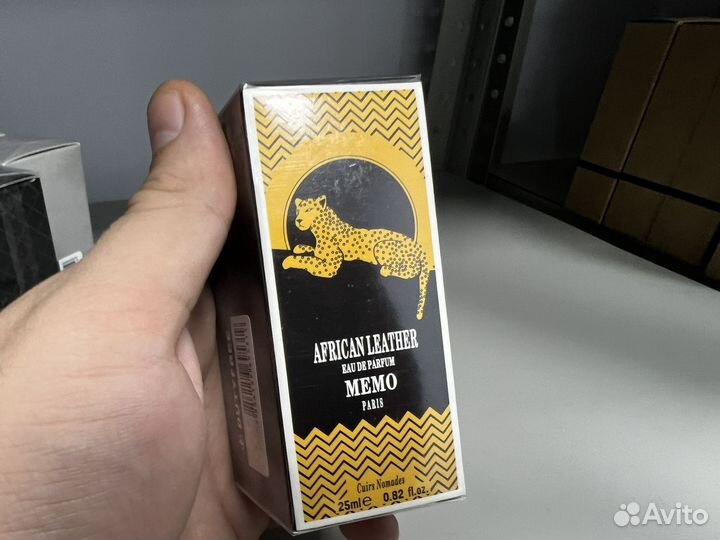 AFRICAN LEATHER
EAU DE PARFUM
MEMO
PARIS
Cuirs Nomades
25ml e 0.82 fl.oz.
Avito